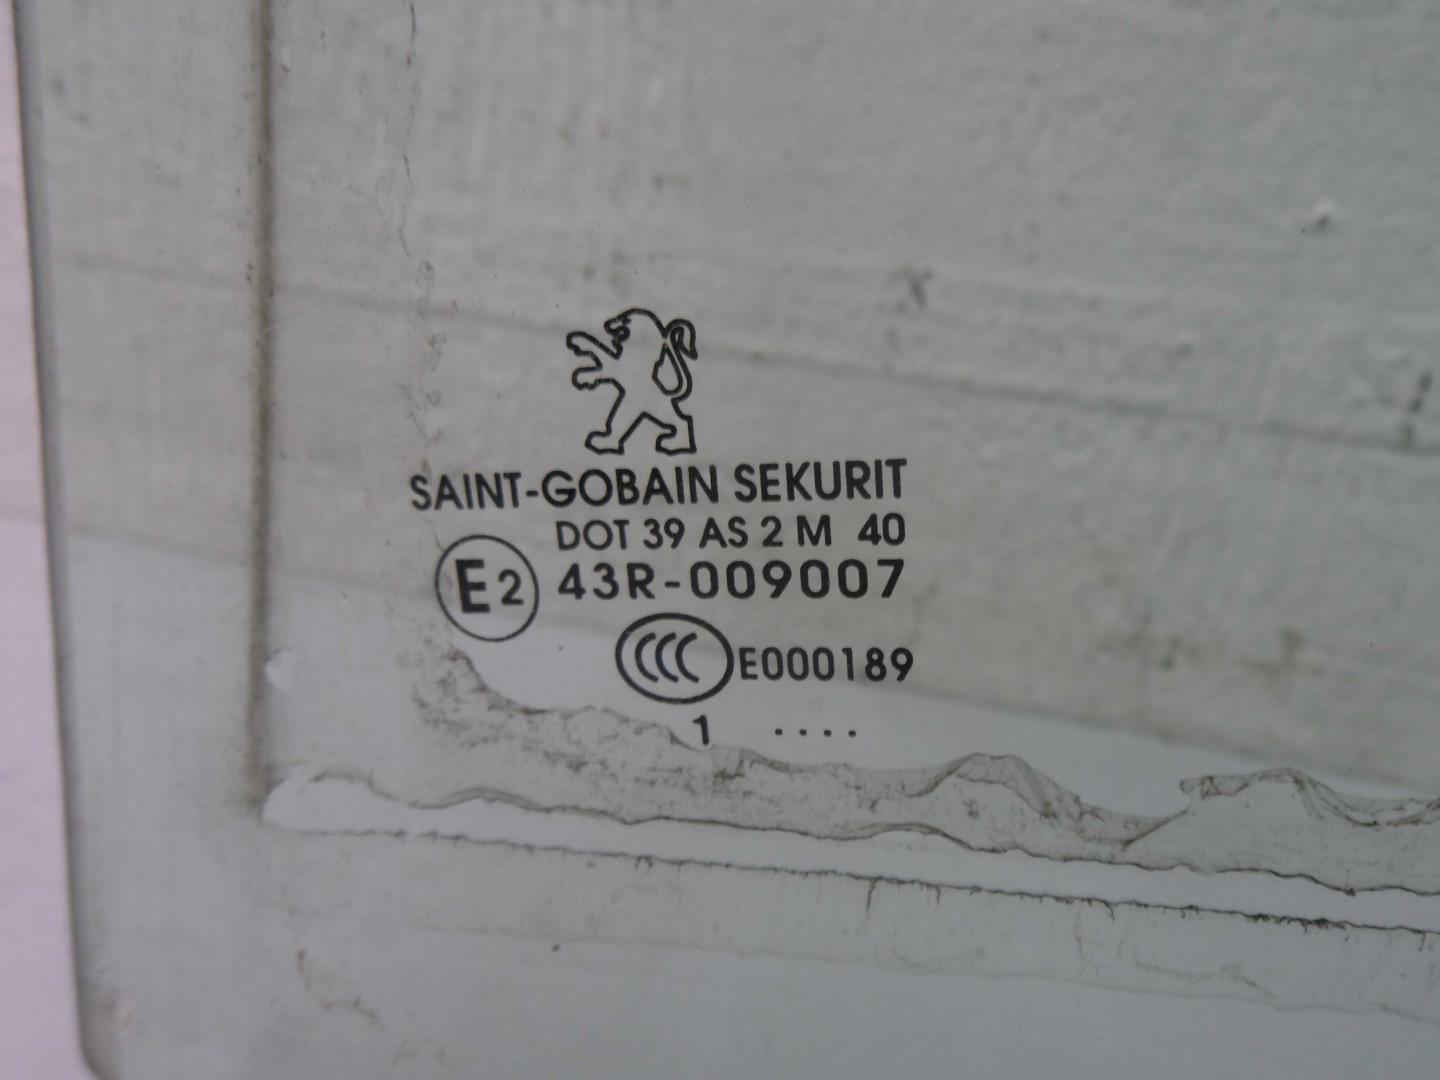 SAINT-GOBAIN SEKURIT
DOT 39 AS 2 M 40
E2 43R-009007
CCC E000189
1 ....